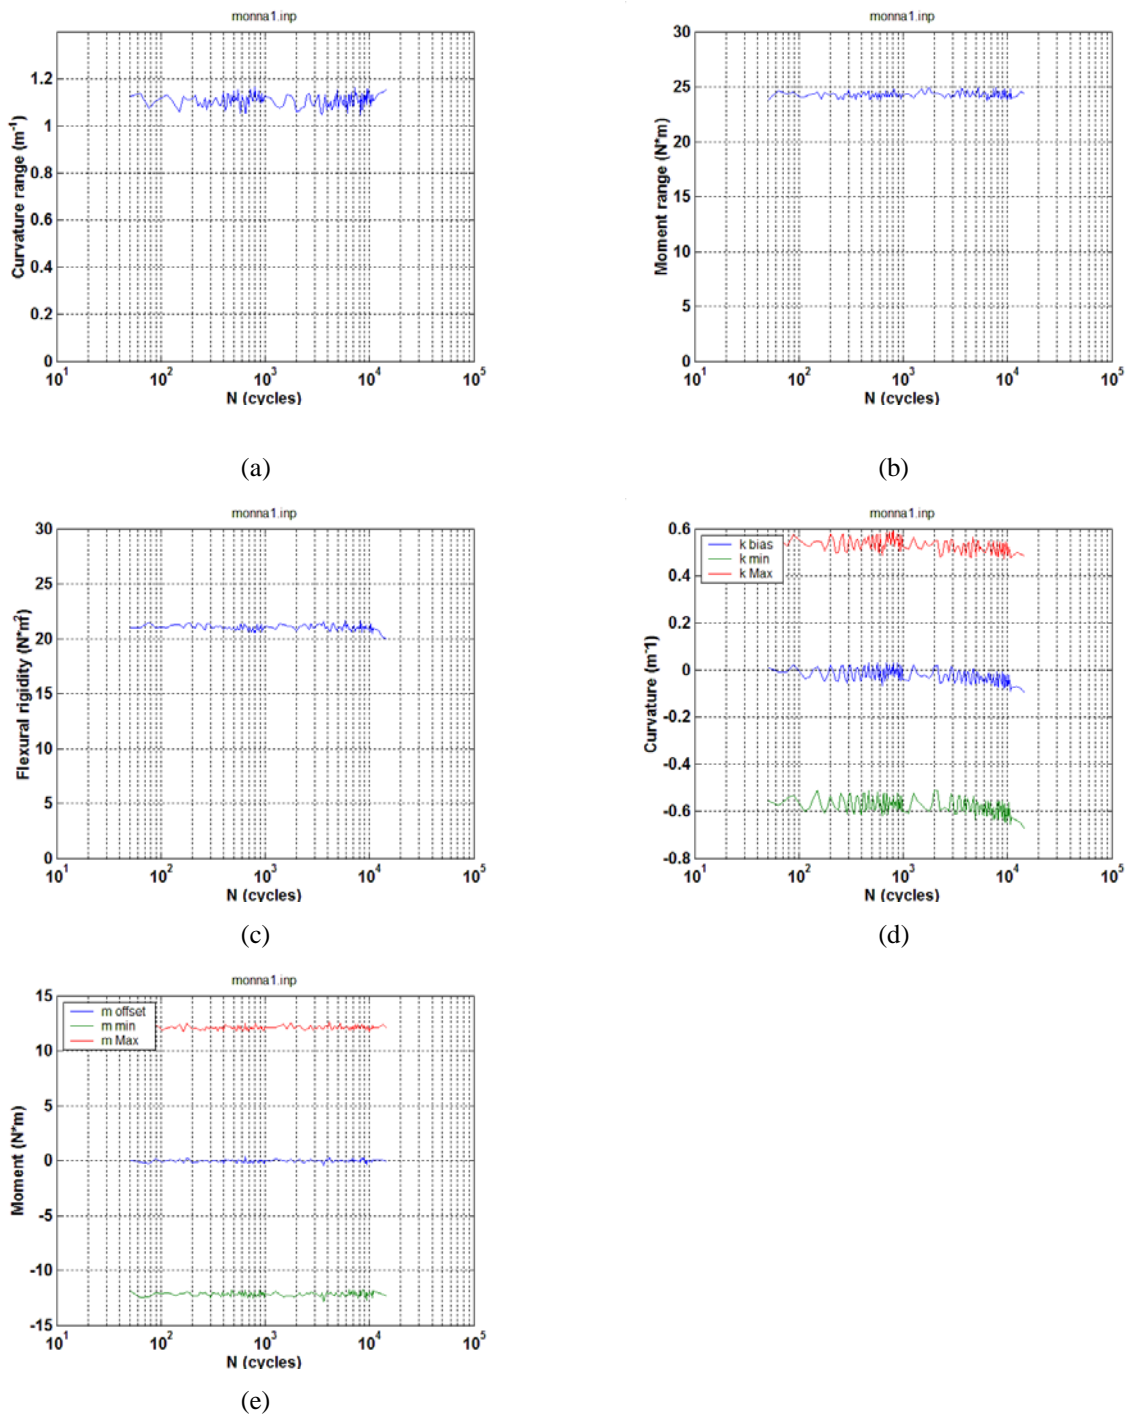 monna1.inp
Curvature range (m⁻¹)
1.2
1
0.8
0.6
0.4
0.2
0
10¹ 10² 10³ 10⁴ 10⁵
N (cycles)
(a)
monna1.inp
Moment range (N*m)
30
25
20
15
10
5
0
10¹ 10² 10³ 10⁴ 10⁵
N (cycles)
(b)
monna1.inp
Flexural rigidity (N*m²)
30
25
20
15
10
5
0
10¹ 10² 10³ 10⁴ 10⁵
N (cycles)
(c)
monna1.inp
Curvature (m⁻¹)
k bias
k min
k Max
0.6
0.4
0.2
0
-0.2
-0.4
-0.6
-0.8
10¹ 10² 10³ 10⁴ 10⁵
N (cycles)
(d)
monna1.inp
Moment (N*m)
m offset
m min
m Max
15
10
5
0
-5
-10
-15
10¹ 10² 10³ 10⁴ 10⁵
N (cycles)
(e)